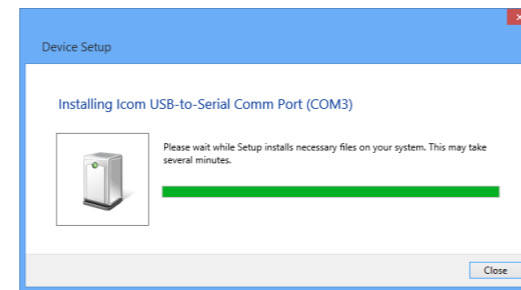 Device Setup
Installing Icom USB-to-Serial Comm Port (COM3)
Please wait while Setup installs necessary files on your system. This may take
several minutes.
Close